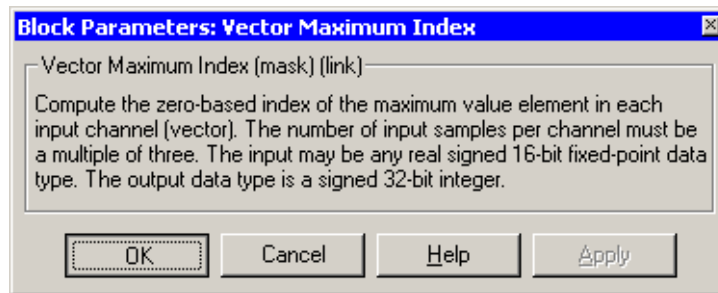 Block Parameters: Vector Maximum Index
Vector Maximum Index (mask) (link)
Compute the zero-based index of the maximum value element in each
input channel (vector). The number of input samples per channel must be
a multiple of three. The input may be any real signed 16-bit fixed-point data
type. The output data type is a signed 32-bit integer.
OK Cancel Help Apply